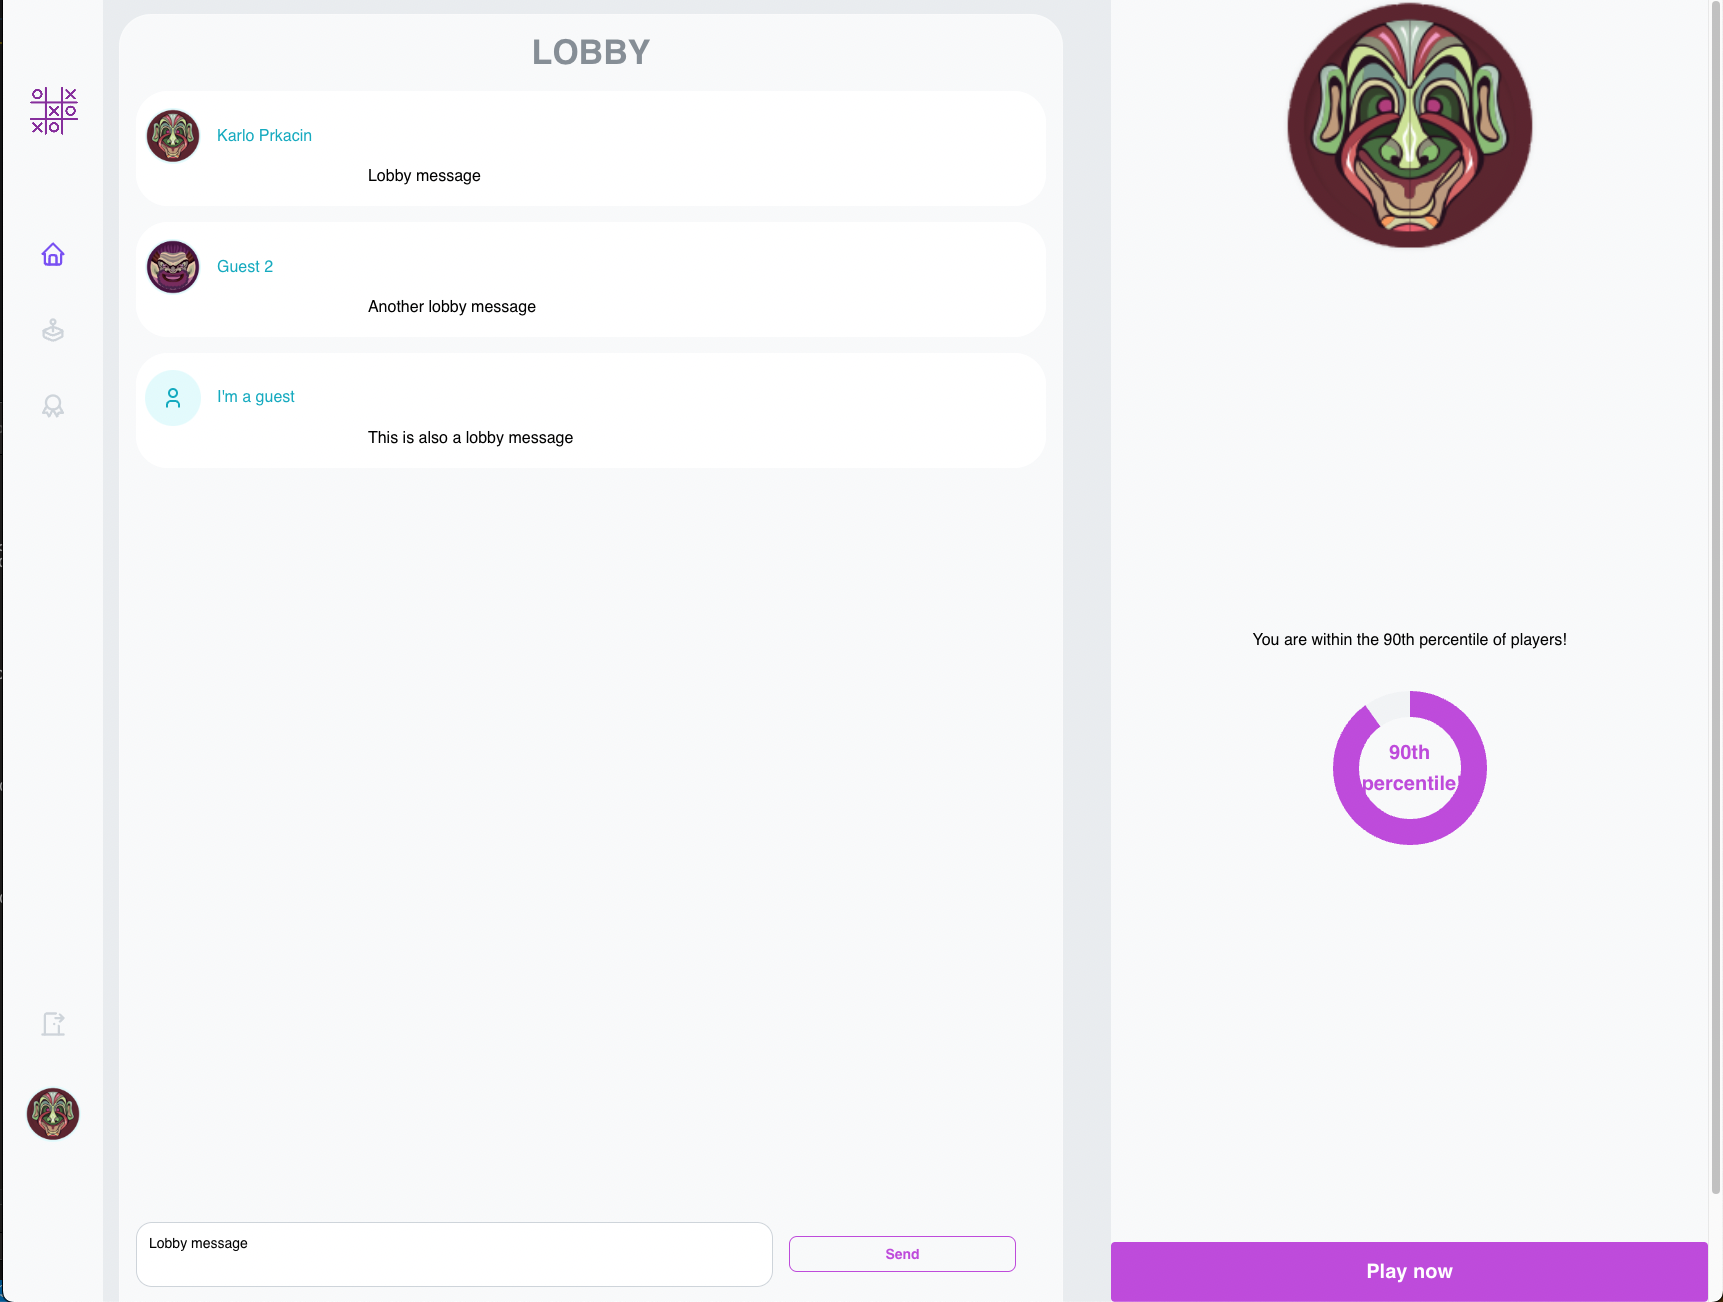 LOBBY
Karlo Prkacin
Lobby message
Guest 2
Another lobby message
I'm a guest
This is also a lobby message
Lobby message
Send
You are within the 90th percentile of players!
90th
percentile!
Play now